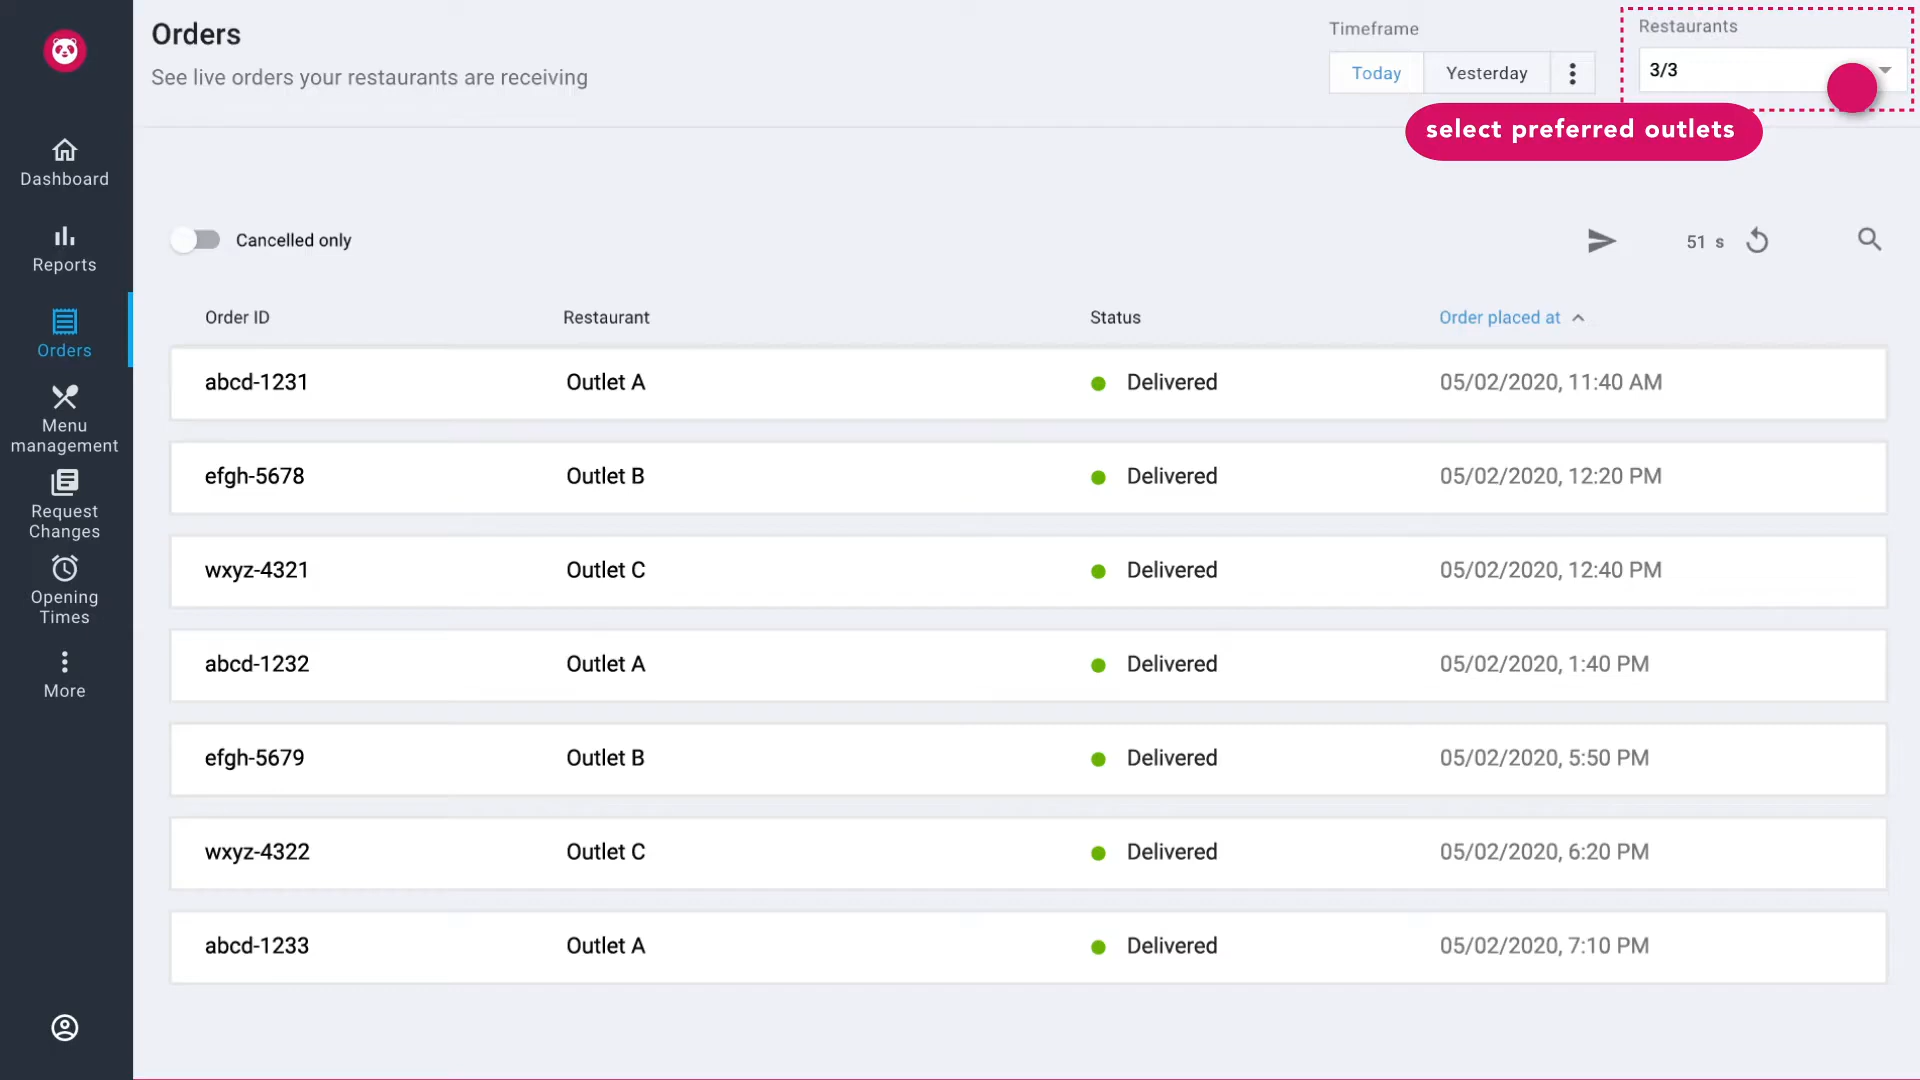 Orders
See live orders your restaurants are receiving
Timeframe
Today
Yesterday
Restaurants
3/3
select preferred outlets
Dashboard
Reports
Orders
Menu
management
Request
Changes
Opening
Times
More
Cancelled only
51 s
Order ID Restaurant Status Order placed at
abcd-1231 Outlet A Delivered 05/02/2020, 11:40 AM
efgh-5678 Outlet B Delivered 05/02/2020, 12:20 PM
wxyz-4321 Outlet C Delivered 05/02/2020, 12:40 PM
abcd-1232 Outlet A Delivered 05/02/2020, 1:40 PM
efgh-5679 Outlet B Delivered 05/02/2020, 5:50 PM
wxyz-4322 Outlet C Delivered 05/02/2020, 6:20 PM
abcd-1233 Outlet A Delivered 05/02/2020, 7:10 PM